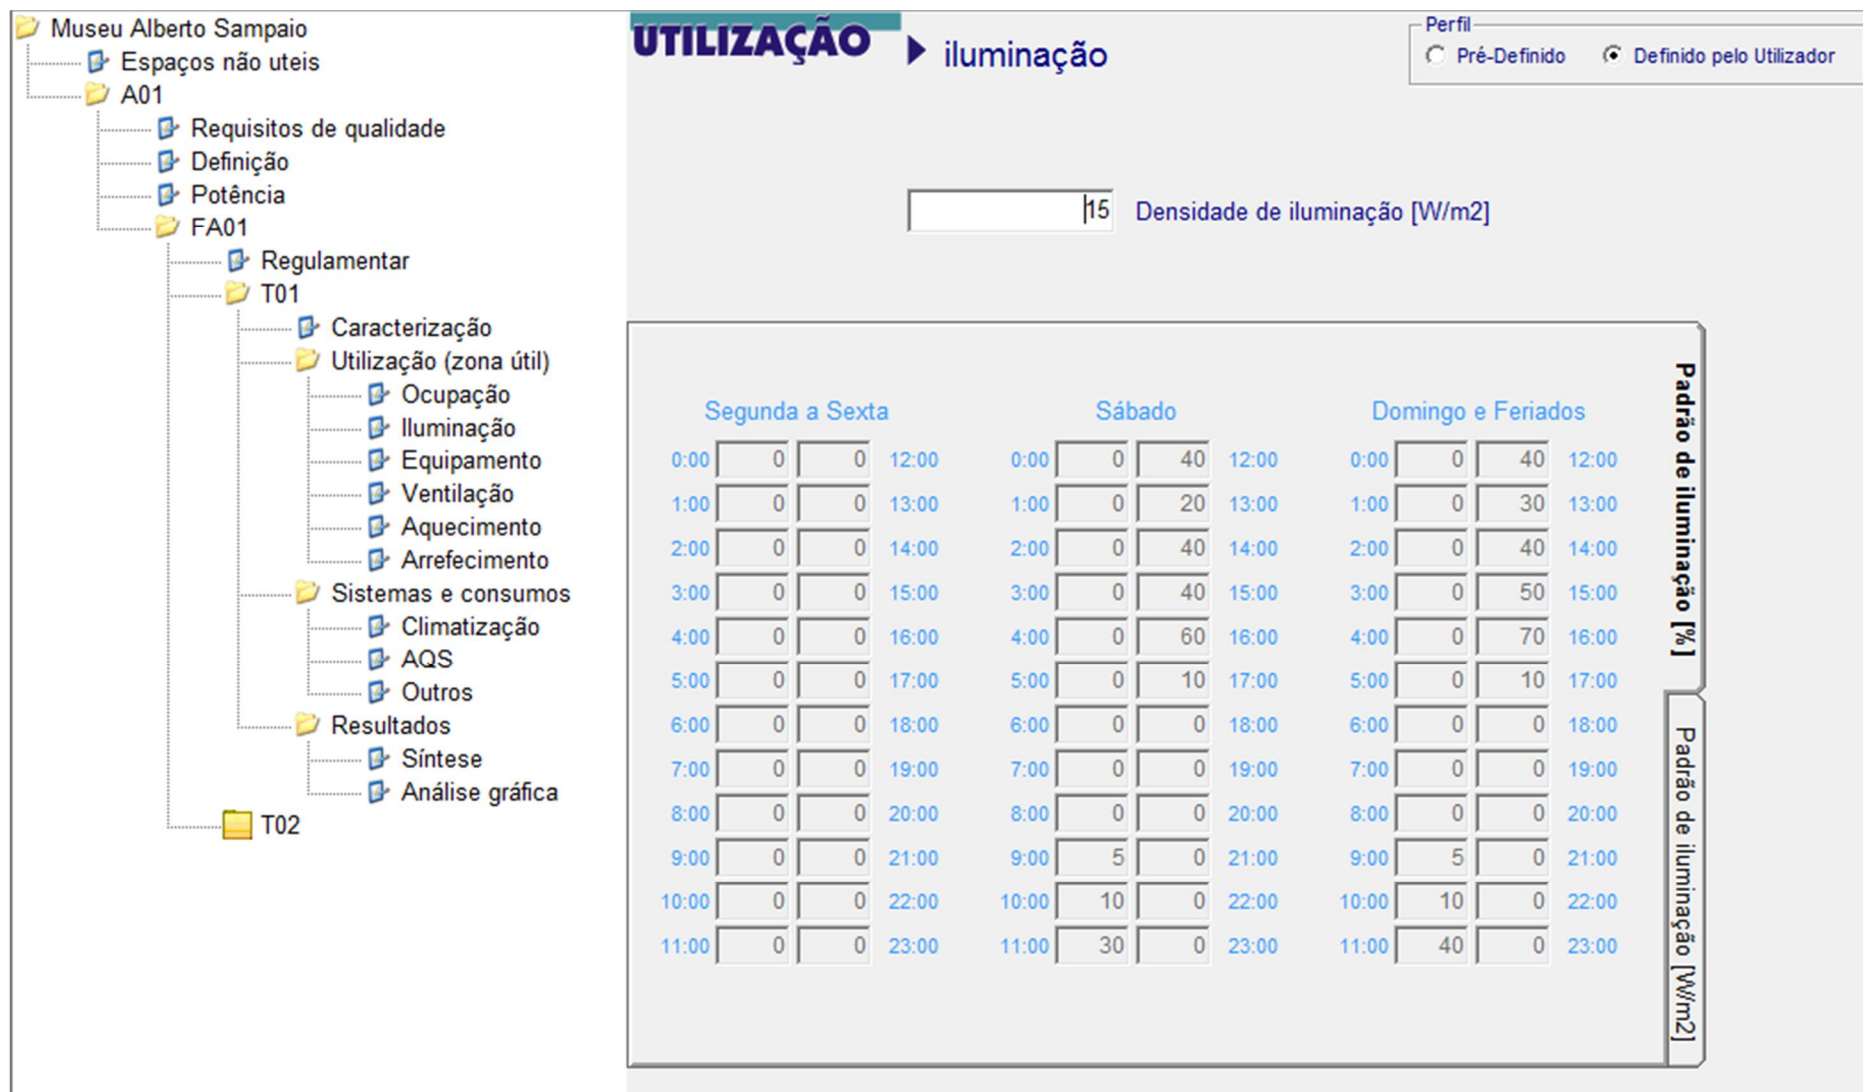 Museu Alberto Sampaio
Espaços não uteis
A01
Requisitos de qualidade
Definição
Potência
FA01
Regulamentar
T01
Caracterização
Utilização (zona útil)
Ocupação
Iluminação
Equipamento
Ventilação
Aquecimento
Arrefecimento
Sistemas e consumos
Climatização
AQS
Outros
Resultados
Síntese
Análise gráfica
T02
UTILIZAÇÃO iluminação
Perfil
Pré-Definido Definido pelo Utilizador
15 Densidade de iluminação [W/m2]
Segunda a Sexta Sábado Domingo e Feriados
0:00 0 0 12:00 0:00 0 40 12:00 0:00 0 40 12:00
1:00 0 0 13:00 1:00 0 20 13:00 1:00 0 30 13:00
2:00 0 0 14:00 2:00 0 40 14:00 2:00 0 40 14:00
3:00 0 0 15:00 3:00 0 40 15:00 3:00 0 50 15:00
4:00 0 0 16:00 4:00 0 60 16:00 4:00 0 70 16:00
5:00 0 0 17:00 5:00 0 10 17:00 5:00 0 10 17:00
6:00 0 0 18:00 6:00 0 0 18:00 6:00 0 0 18:00
7:00 0 0 19:00 7:00 0 0 19:00 7:00 0 0 19:00
8:00 0 0 20:00 8:00 0 0 20:00 8:00 0 0 20:00
9:00 0 0 21:00 9:00 5 0 21:00 9:00 5 0 21:00
10:00 0 0 22:00 10:00 10 0 22:00 10:00 10 0 22:00
11:00 0 0 23:00 11:00 30 0 23:00 11:00 40 0 23:00
Padrão de iluminação [%]
Padrão de iluminação [W/m2]